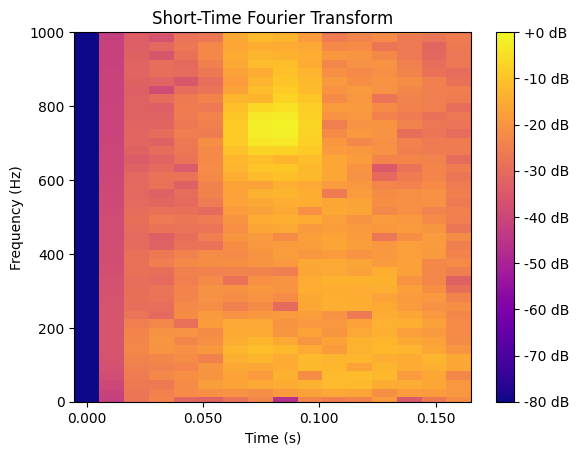 Short-Time Fourier Transform
1000
800
600
400
200
0
Frequency (Hz)
0.000
0.050
0.100
0.150
Time (s)
+0 dB
-10 dB
-20 dB
-30 dB
-40 dB
-50 dB
-60 dB
-70 dB
-80 dB